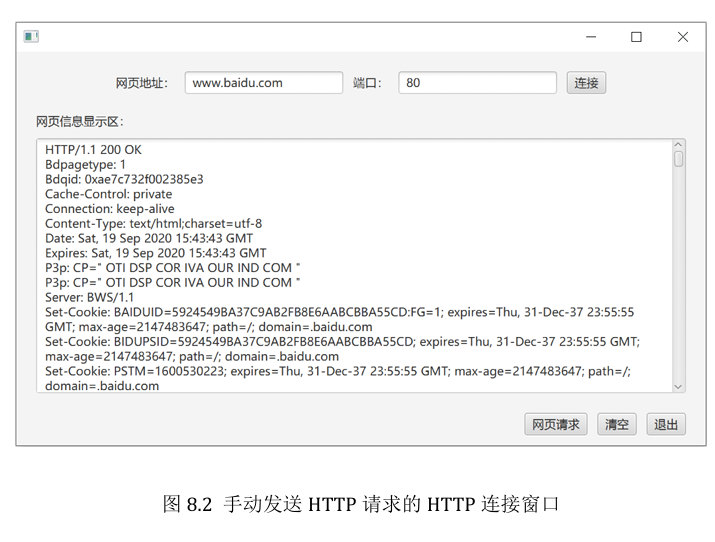 网页地址： www.baidu.com 端口： 80 连接
网页信息显示区：
HTTP/1.1 200 OK
Bdpagetype: 1
Bdqid: 0xae7c732f002385e3
Cache-Control: private
Connection: keep-alive
Content-Type: text/html;charset=utf-8
Date: Sat, 19 Sep 2020 15:43:43 GMT
Expires: Sat, 19 Sep 2020 15:43:43 GMT
P3p: CP=" OTI DSP COR IVA OUR IND COM "
P3p: CP=" OTI DSP COR IVA OUR IND COM "
Server: BWS/1.1
Set-Cookie: BAIDUID=5924549BA37C9AB2FB8E6AABCBBA55CD:FG=1; expires=Thu, 31-Dec-37 23:55:55
GMT; max-age=2147483647; path=/; domain=.baidu.com
Set-Cookie: BIDUPSID=5924549BA37C9AB2FB8E6AABCBBA55CD; expires=Thu, 31-Dec-37 23:55:55 GMT;
max-age=2147483647; path=/; domain=.baidu.com
Set-Cookie: PSTM=1600530223; expires=Thu, 31-Dec-37 23:55:55 GMT; max-age=2147483647; path=/;
domain=.baidu.com
网页请求 清空 退出
图 8.2 手动发送 HTTP 请求的 HTTP 连接窗口